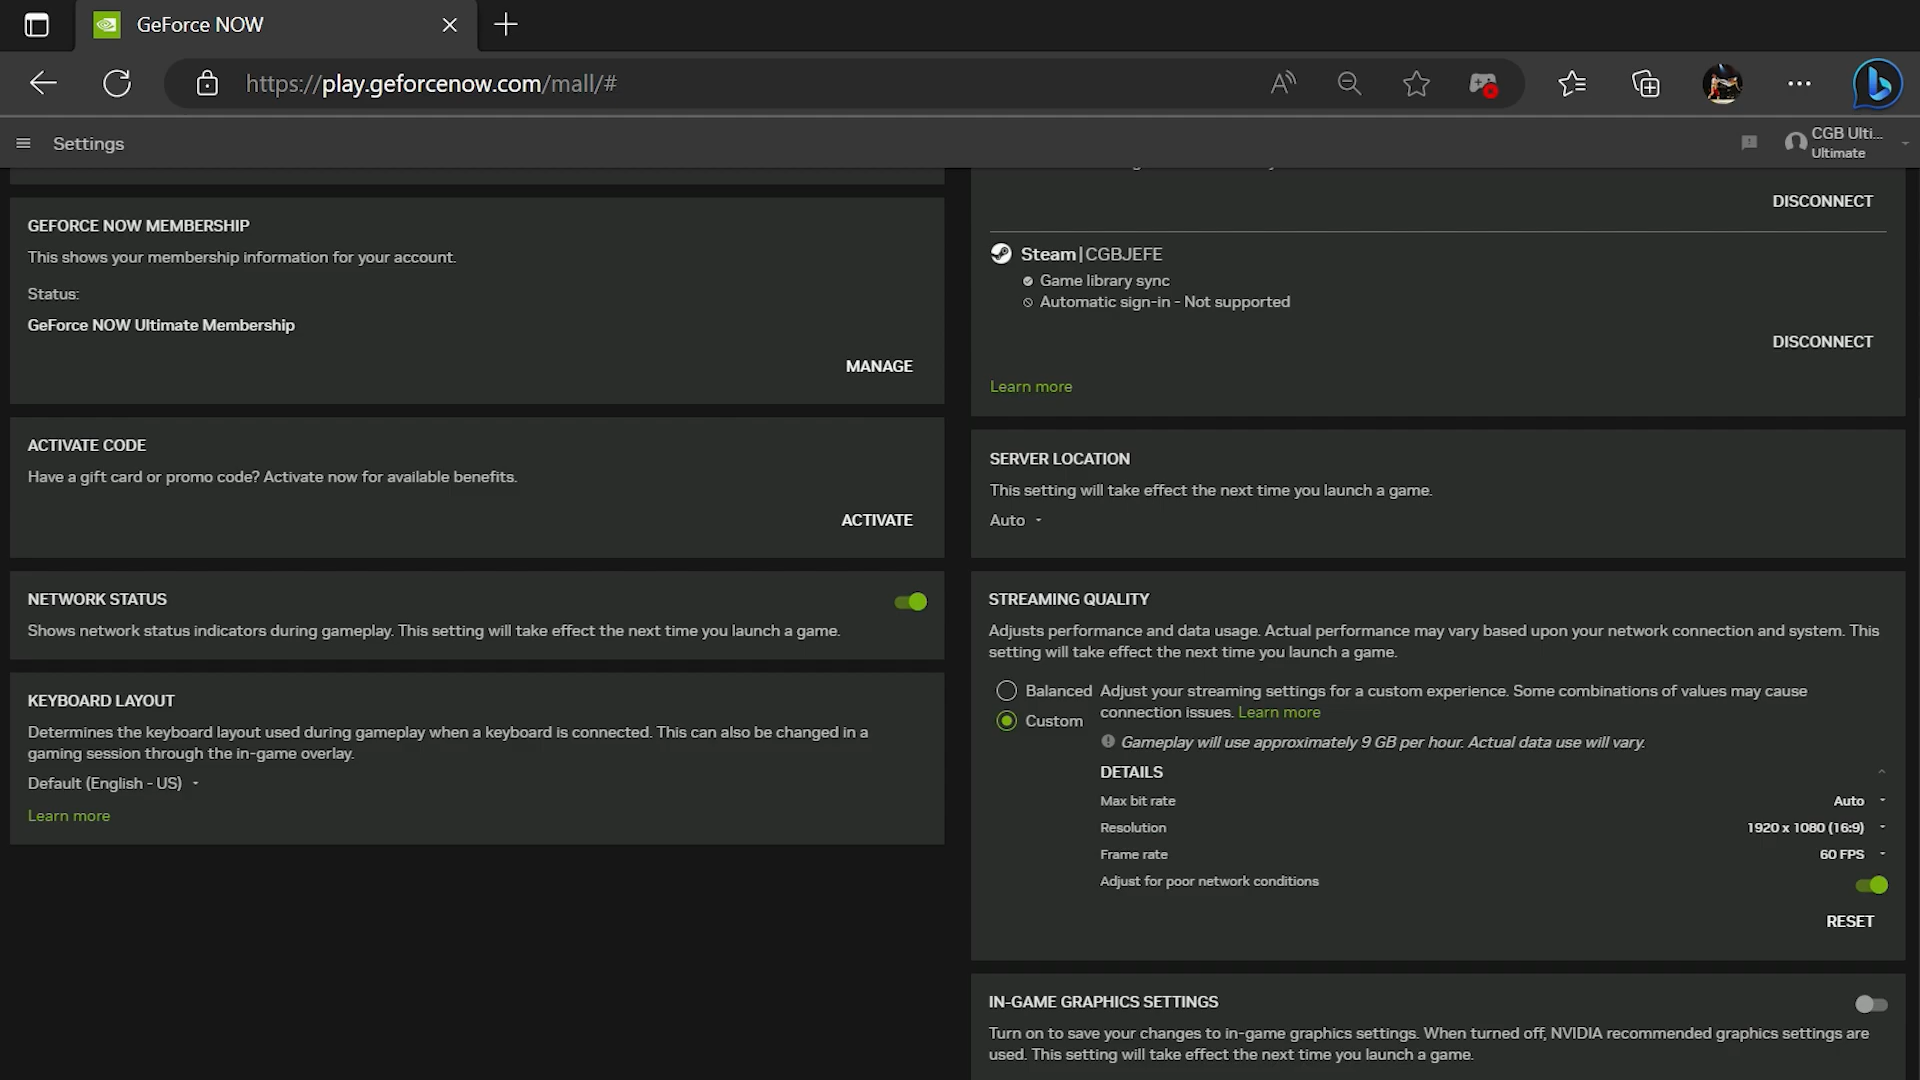 GeForce NOW
https://play.geforcenow.com/mall/#
Settings
CGB Ulti...
Ultimate
GEFORCE NOW MEMBERSHIP
This shows your membership information for your account.
Status:
GeForce NOW Ultimate Membership
MANAGE
ACTIVATE CODE
Have a gift card or promo code? Activate now for available benefits.
ACTIVATE
NETWORK STATUS
Shows network status indicators during gameplay. This setting will take effect the next time you launch a game.
KEYBOARD LAYOUT
Determines the keyboard layout used during gameplay when a keyboard is connected. This can also be changed in a
gaming session through the in-game overlay.
Default (English - US)
Learn more
DISCONNECT
Steam|CGBJEFE
Game library sync
Automatic sign-in - Not supported
DISCONNECT
Learn more
SERVER LOCATION
This setting will take effect the next time you launch a game.
Auto
STREAMING QUALITY
Adjusts performance and data usage. Actual performance may vary based upon your network connection and system. This
setting will take effect the next time you launch a game.
Balanced
Custom
Adjust your streaming settings for a custom experience. Some combinations of values may cause
connection issues. Learn more
Gameplay will use approximately 9 GB per hour. Actual data use will vary.
DETAILS
Max bit rate Auto
Resolution 1920 x 1080 (16:9)
Frame rate 60 FPS
Adjust for poor network conditions
RESET
IN-GAME GRAPHICS SETTINGS
Turn on to save your changes to in-game graphics settings. When turned off, NVIDIA recommended graphics settings are
used. This setting will take effect the next time you launch a game.